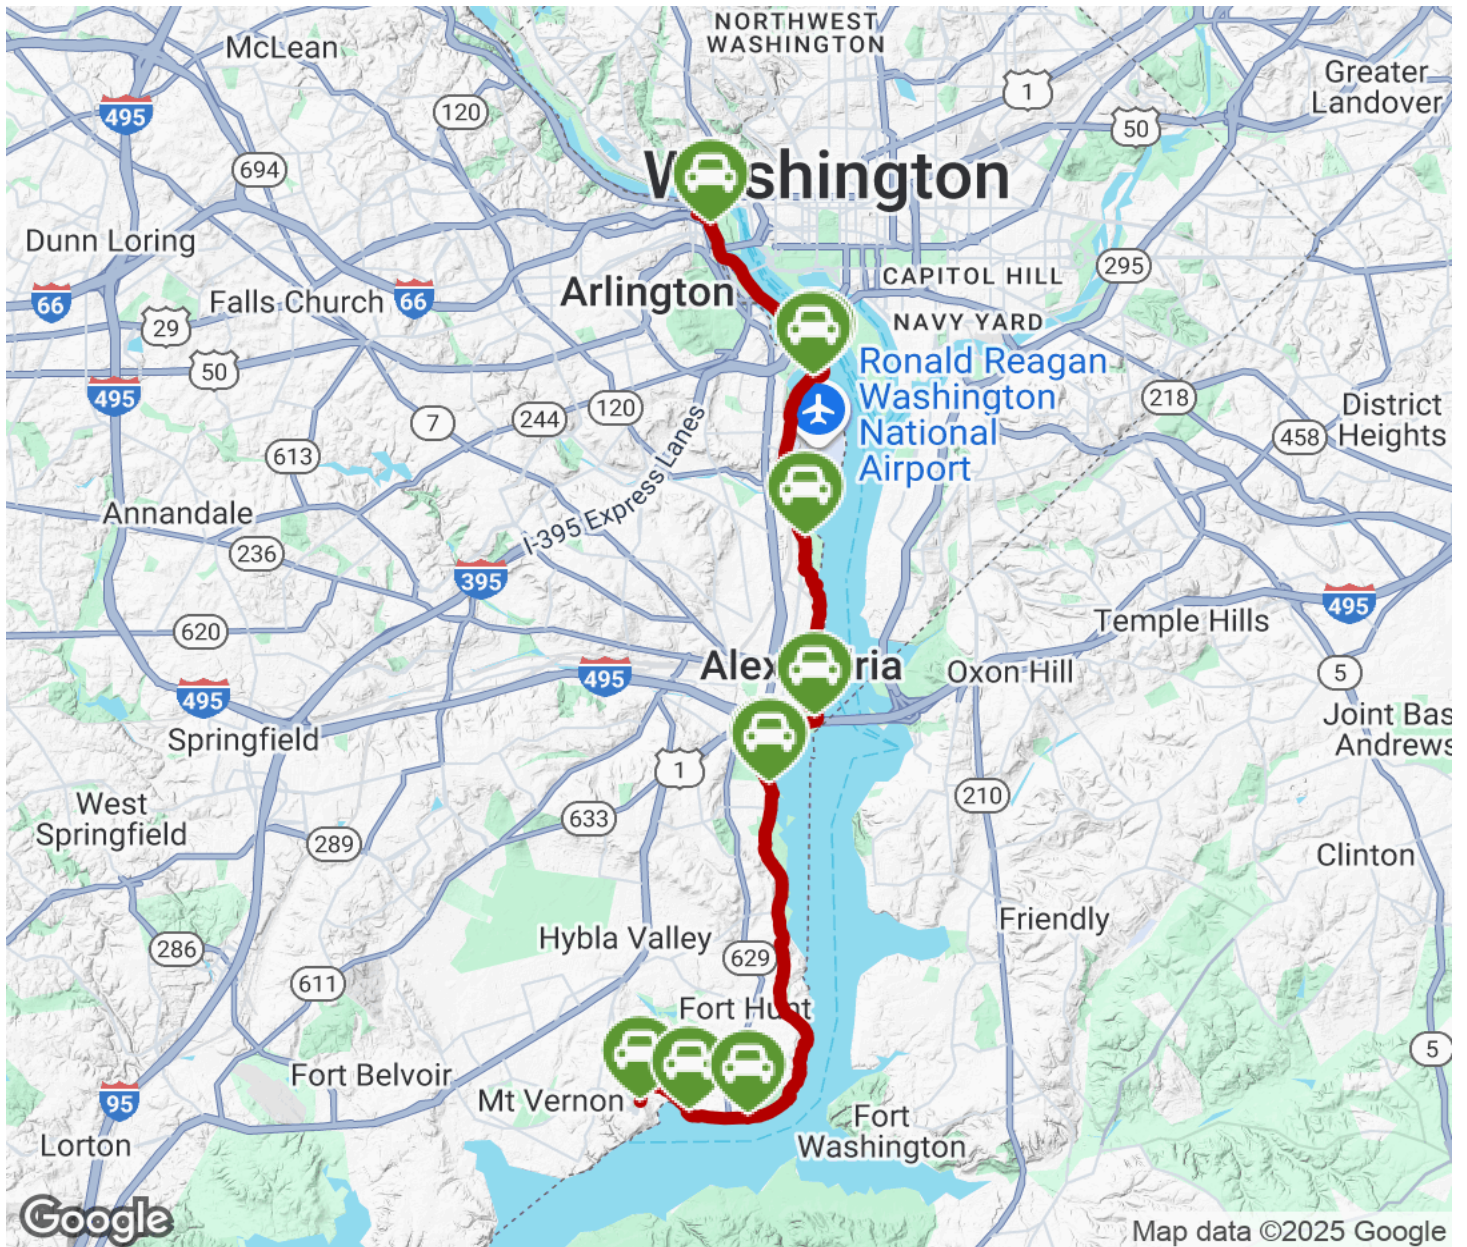 NORTHWEST
WASHINGTON
McLean
Greater
Landover
1
495
120
50
694
Washington
Dunn Loring
295
CAPITOL HILL
Arlington
66
Falls Church
66
29
NAVY YARD
Ronald Reagan
Washington
National
Airport
50
495
120
218
District
Heights
7
244
458
613
I-395 Express Lanes
Annandale
236
395
495
620
Temple Hills
Alex
ria
Oxon Hill
495
5
495
Springfield
Joint Bas
Andrews
1
210
West
Springfield
633
289
Clinton
Friendly
Hybla Valley
286
629
611
Fort Hunt
5
Fort Belvoir
Mt Vernon
95
Fort
Washington
Lorton
Google
Map data ©2025 Google